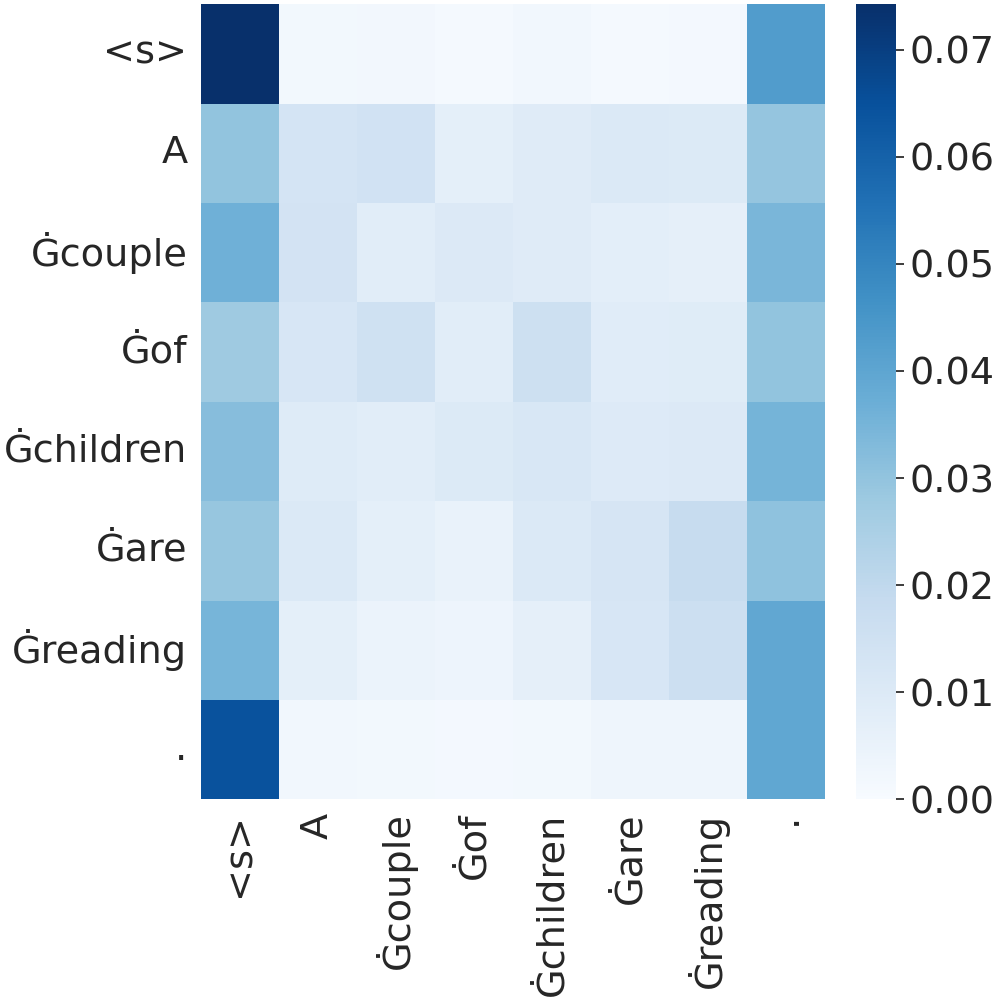 <s>
A
Ġcouple
Ġof
Ġchildren
Ġare
Ġreading
.
<s>
A
Ġcouple
Ġof
Ġchildren
Ġare
Ġreading
.
0.07
0.06
0.05
0.04
0.03
0.02
0.01
0.00